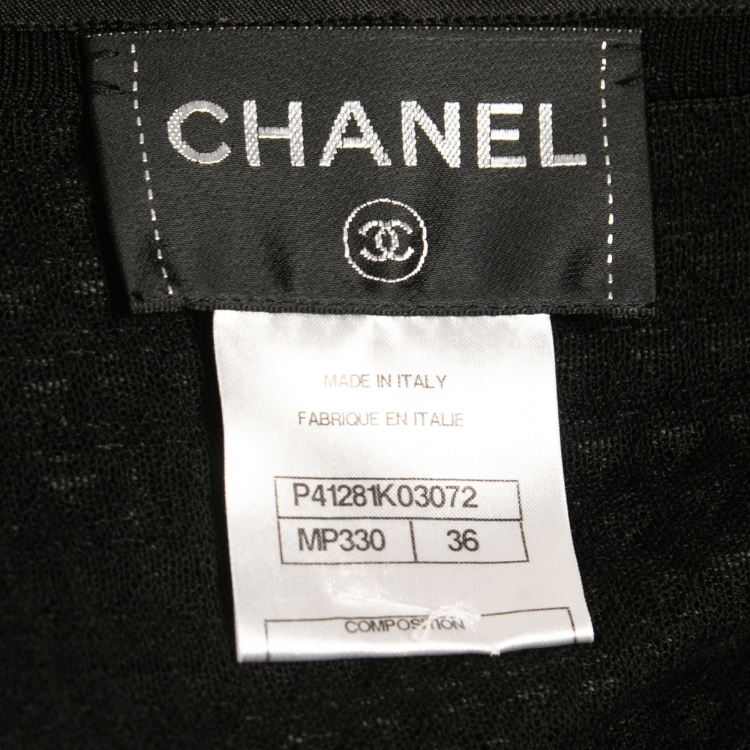 CHANEL
MADE IN ITALY
FABRIQUE EN ITALIE
P41281K03072
MP330 36
COMPOSITION